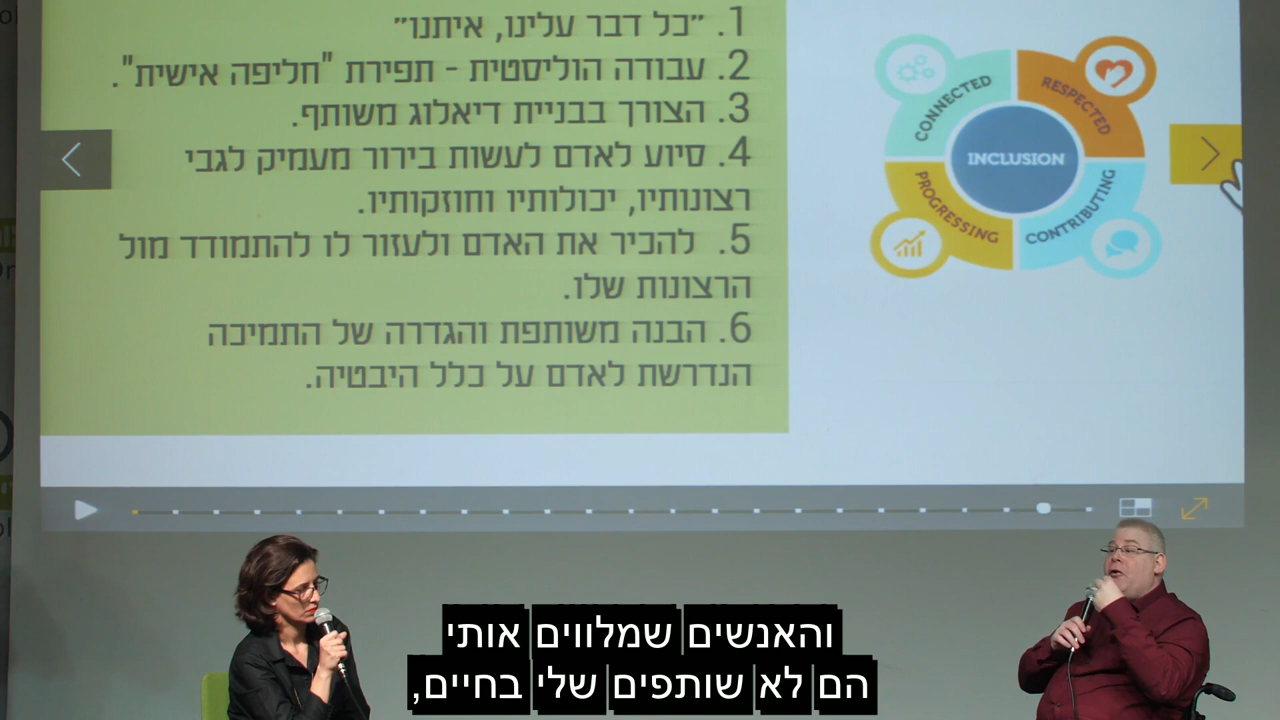 1. ״כל דבר עלינו, איתנו״
2. עבודה הוליסטית - תפירת "חליפה אישית".
3. הצורך בבניית דיאלוג משותף.
4. סיוע לאדם לעשות בירור מעמיק לגבי
רצונותיו, יכולותיו וחוזקותיו.
5. להכיר את האדם ולעזור לו להתמודד מול
הרצונות שלו.
6. הבנה משותפת והגדרה של התמיכה
הנדרשת לאדם על כלל היבטיה.
CONNECTED
RESPECTED
INCLUSION
PROGRESSING
CONTRIBUTING
והאנשים שמלווים אותי
הם לא שותפים שלי בחיים,